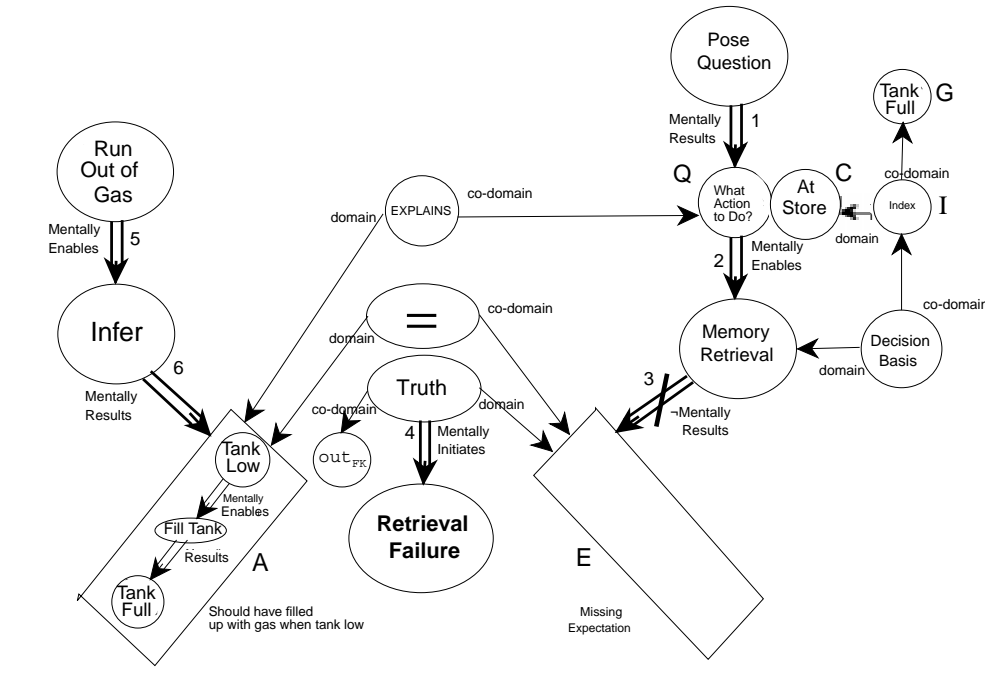 Pose
Question
Mentally
Results
1
Tank
Full
G
co-domain
Q
What
Action
to Do?
At
Store
C
Index
I
domain
Run
Out of
Gas
Mentally
Enables
5
EXPLAINS
domain
co-domain
2
Mentally
Enables
Infer
=
domain
co-domain
Memory
Retrieval
Decision
Basis
co-domain
domain
6
Mentally
Results
Truth
co-domain
domain
3
¬Mentally
Results
4
Mentally
Initiates
out FK
Tank
Low
Mentally
Enables
Fill Tank
Results
Tank
Full
A
Retrieval
Failure
E
Should have filled
up with gas when tank low
Missing
Expectation